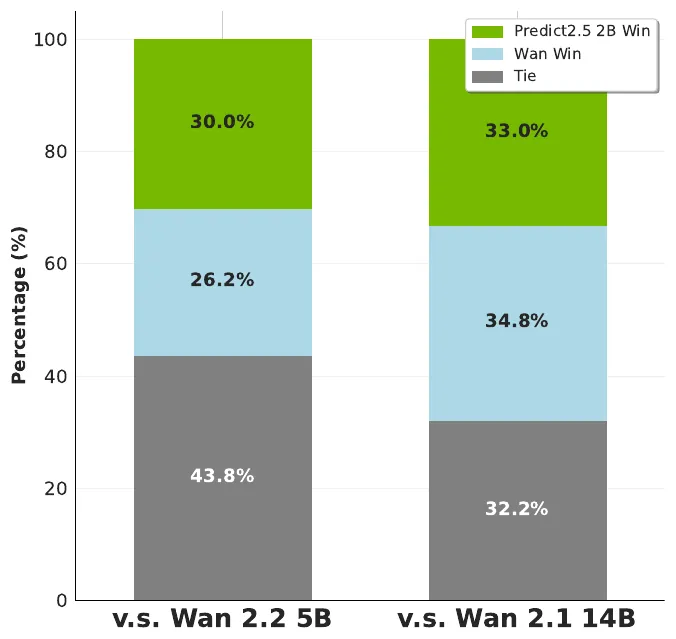 Predict2.5 2B Win
Wan Win
Tie
Percentage (%)
100
80
60
40
20
0
30.0%
26.2%
43.8%
33.0%
34.8%
32.2%
v.s. Wan 2.2 5B
v.s. Wan 2.1 14B